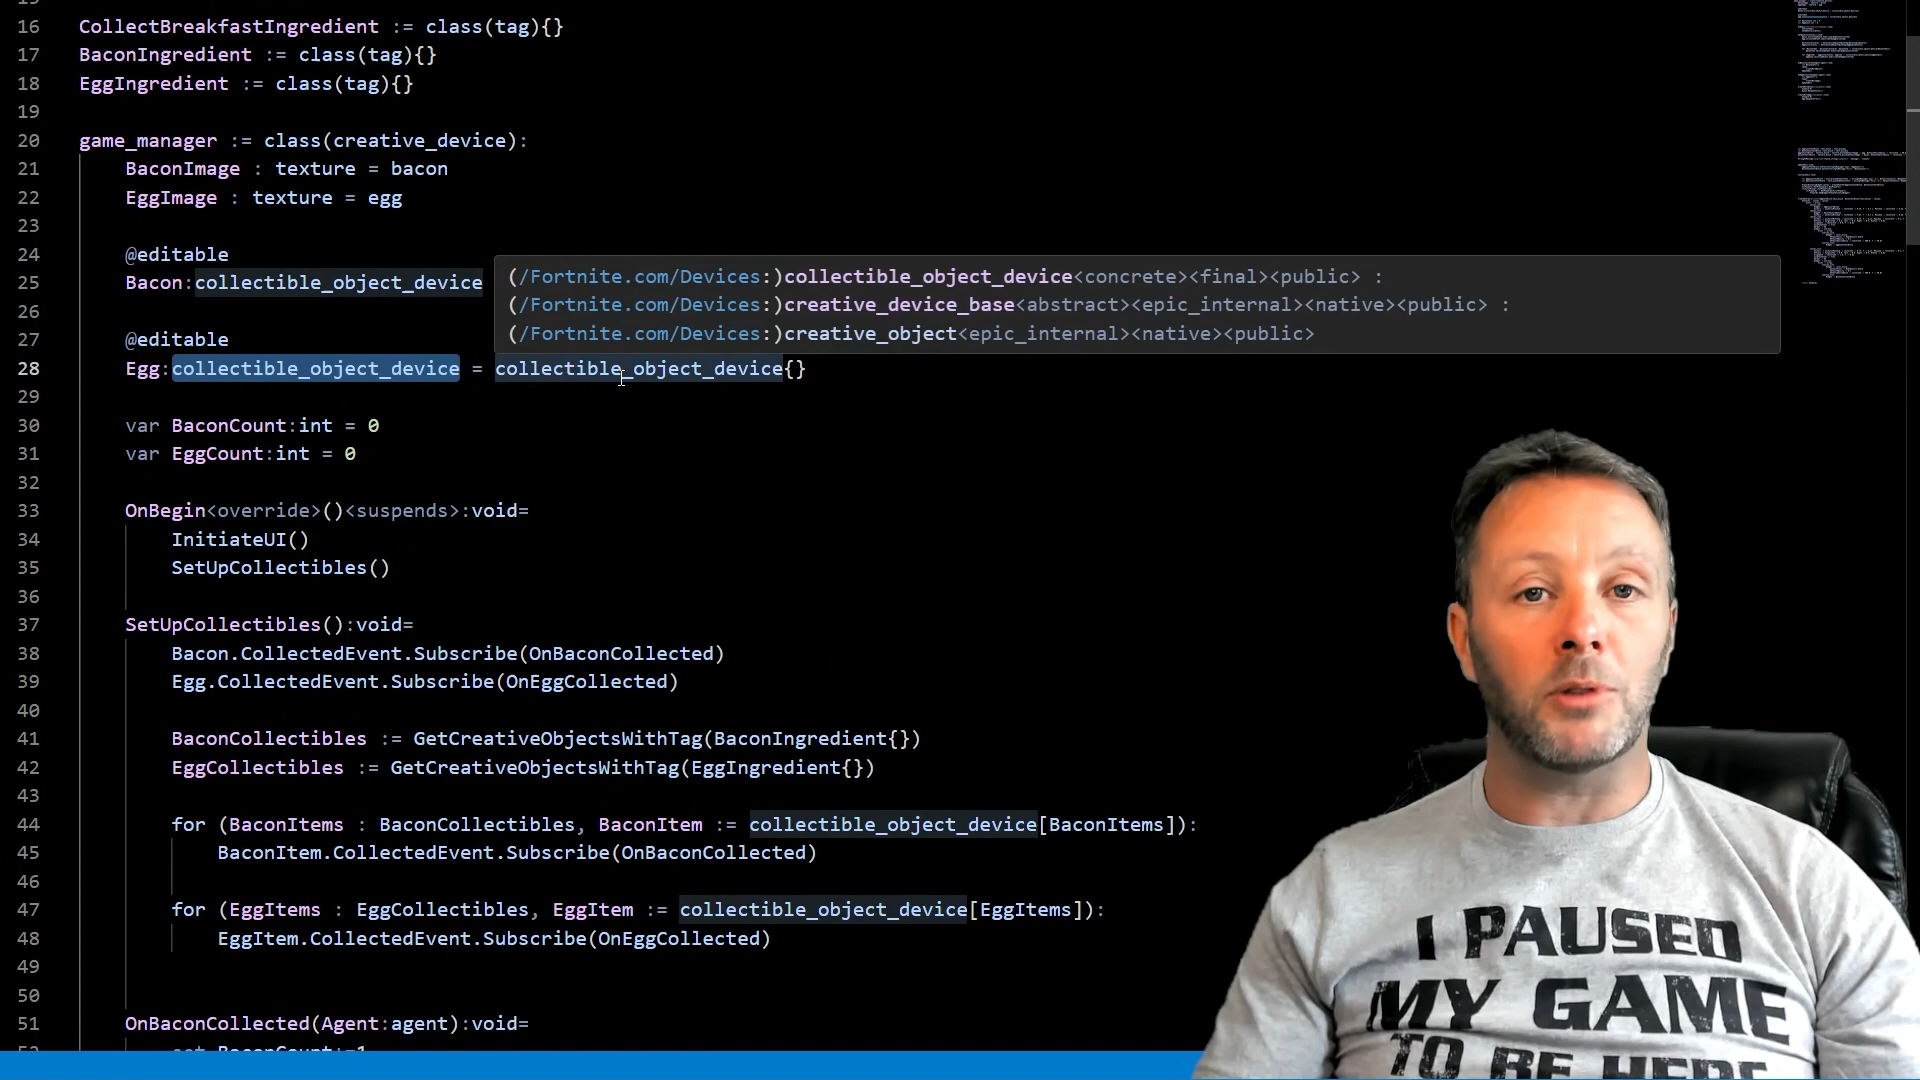 16 CollectBreakfastIngredient := class(tag){}
17 BaconIngredient := class(tag){}
18 EggIngredient := class(tag){}
19
20 game_manager := class(creative_device):
21 BaconImage : texture = bacon
22 EggImage : texture = egg
23
24 @editable
25 Bacon:collectible_object_device
(/Fortnite.com/Devices:)collectible_object_device<concrete><final><public> :
(/Fortnite.com/Devices:)creative_device_base<abstract><epic_internal><native><public> :
(/Fortnite.com/Devices:)creative_object<epic_internal><native><public>
26
27 @editable
28 Egg:collectible_object_device = collectible_object_device{}
29
30 var BaconCount:int = 0
31 var EggCount:int = 0
32
33 OnBegin<override>()<suspends>:void=
34 InitiateUI()
35 SetUpCollectibles()
36
37 SetUpCollectibles():void=
38 Bacon.CollectedEvent.Subscribe(OnBaconCollected)
39 Egg.CollectedEvent.Subscribe(OnEggCollected)
40
41 BaconCollectibles := GetCreativeObjectsWithTag(BaconIngredient{})
42 EggCollectibles := GetCreativeObjectsWithTag(EggIngredient{})
43
44 for (BaconItems : BaconCollectibles, BaconItem := collectible_object_device[BaconItems]):
45 BaconItem.CollectedEvent.Subscribe(OnBaconCollected)
46
47 for (EggItems : EggCollectibles, EggItem := collectible_object_device[EggItems]):
48 EggItem.CollectedEvent.Subscribe(OnEggCollected)
49
50
51 OnBaconCollected(Agent:agent):void=
I PAUSED
MY GAME
TO BE HERE